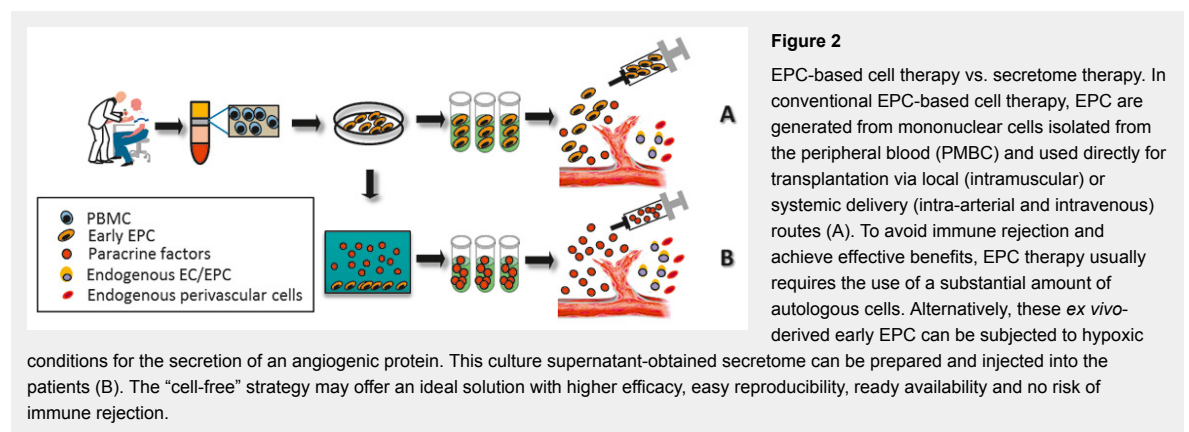 A
PBMC
Early EPC
Paracrine factors
Endogenous EC/EPC
Endogenous perivascular cells
B
Figure 2
EPC-based cell therapy vs. secretome therapy. In
conventional EPC-based cell therapy, EPC are
generated from mononuclear cells isolated from
the peripheral blood (PMBC) and used directly for
transplantation via local (intramuscular) or
systemic delivery (intra-arterial and intravenous)
routes (A). To avoid immune rejection and
achieve effective benefits, EPC therapy usually
requires the use of a substantial amount of
autologous cells. Alternatively, these ex vivo-
derived early EPC can be subjected to hypoxic
conditions for the secretion of an angiogenic protein. This culture supernatant-obtained secretome can be prepared and injected into the
patients (B). The “cell-free” strategy may offer an ideal solution with higher efficacy, easy reproducibility, ready availability and no risk of
immune rejection.